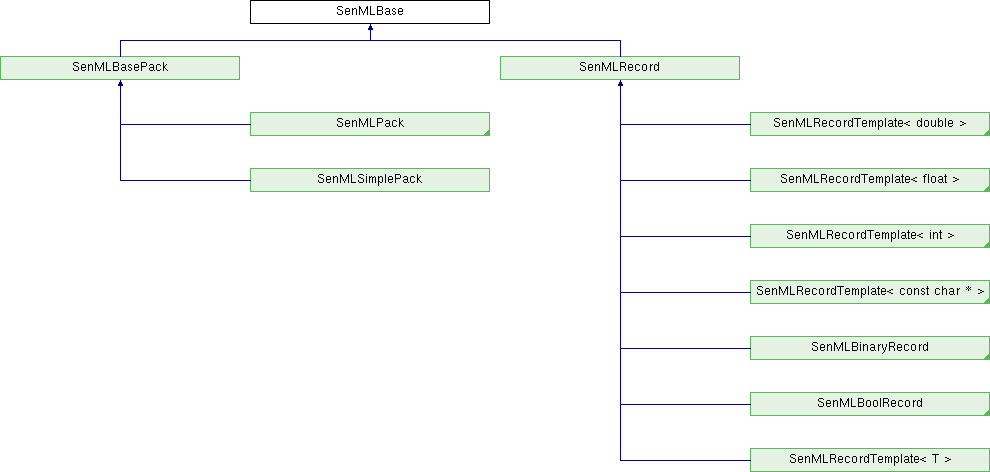 SenMLBase
SenMLBasePack
SenMLRecord
SenMLPack
SenMLRecordTemplate< double >
SenMLSimplePack
SenMLRecordTemplate< float >
SenMLRecordTemplate< int >
SenMLRecordTemplate< const char * >
SenMLBinaryRecord
SenMLBoolRecord
SenMLRecordTemplate< T >